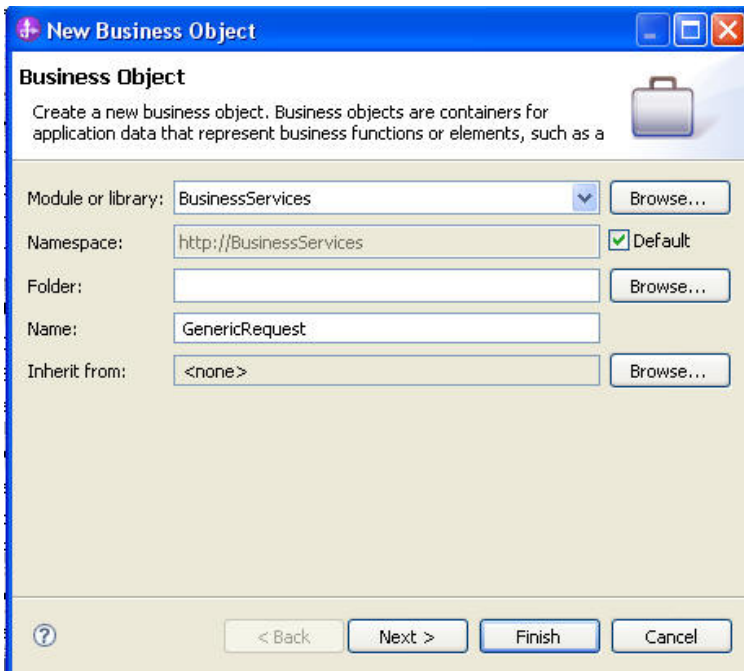 New Business Object
Business Object
Create a new business object. Business objects are containers for
application data that represent business functions or elements, such as a
Module or library: BusinessServices Browse...
Namespace: http://BusinessServices Default
Folder: Browse...
Name: GenericRequest
Inherit from: <none> Browse...
? < Back Next > Finish Cancel